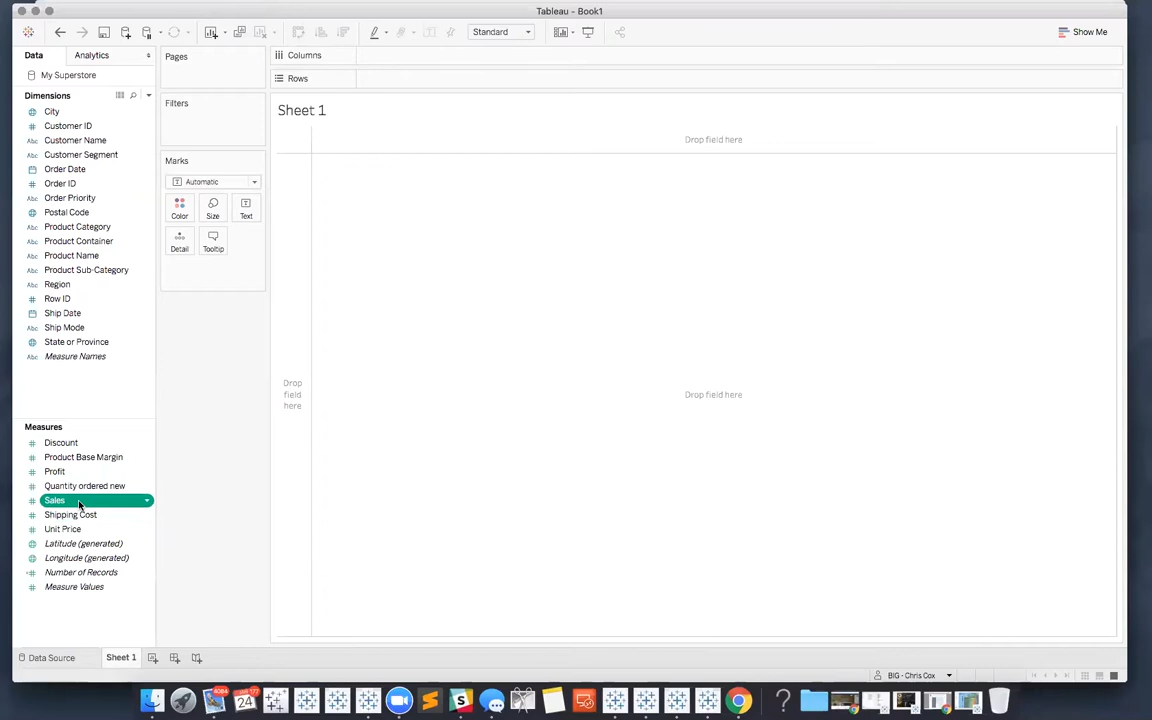 Tableau - Book1
Standard
Show Me
Data
Analytics
Pages
Columns
My Superstore
Rows
Dimensions
Filters
Sheet 1
City
Customer ID
Customer Name
Customer Segment
Order Date
Order ID
Order Priority
Postal Code
Product Category
Product Container
Product Name
Product Sub-Category
Region
Row ID
Ship Date
Ship Mode
State or Province
Measure Names
Marks
Automatic
Color
Size
Text
Detail
Tooltip
Drop field here
Drop
field
here
Drop field here
Measures
Discount
Product Base Margin
Profit
Quantity ordered new
Sales
Shipping Cost
Unit Price
Latitude (generated)
Longitude (generated)
Number of Records
Measure Values
Data Source
Sheet 1
BIG - Chris Cox
24